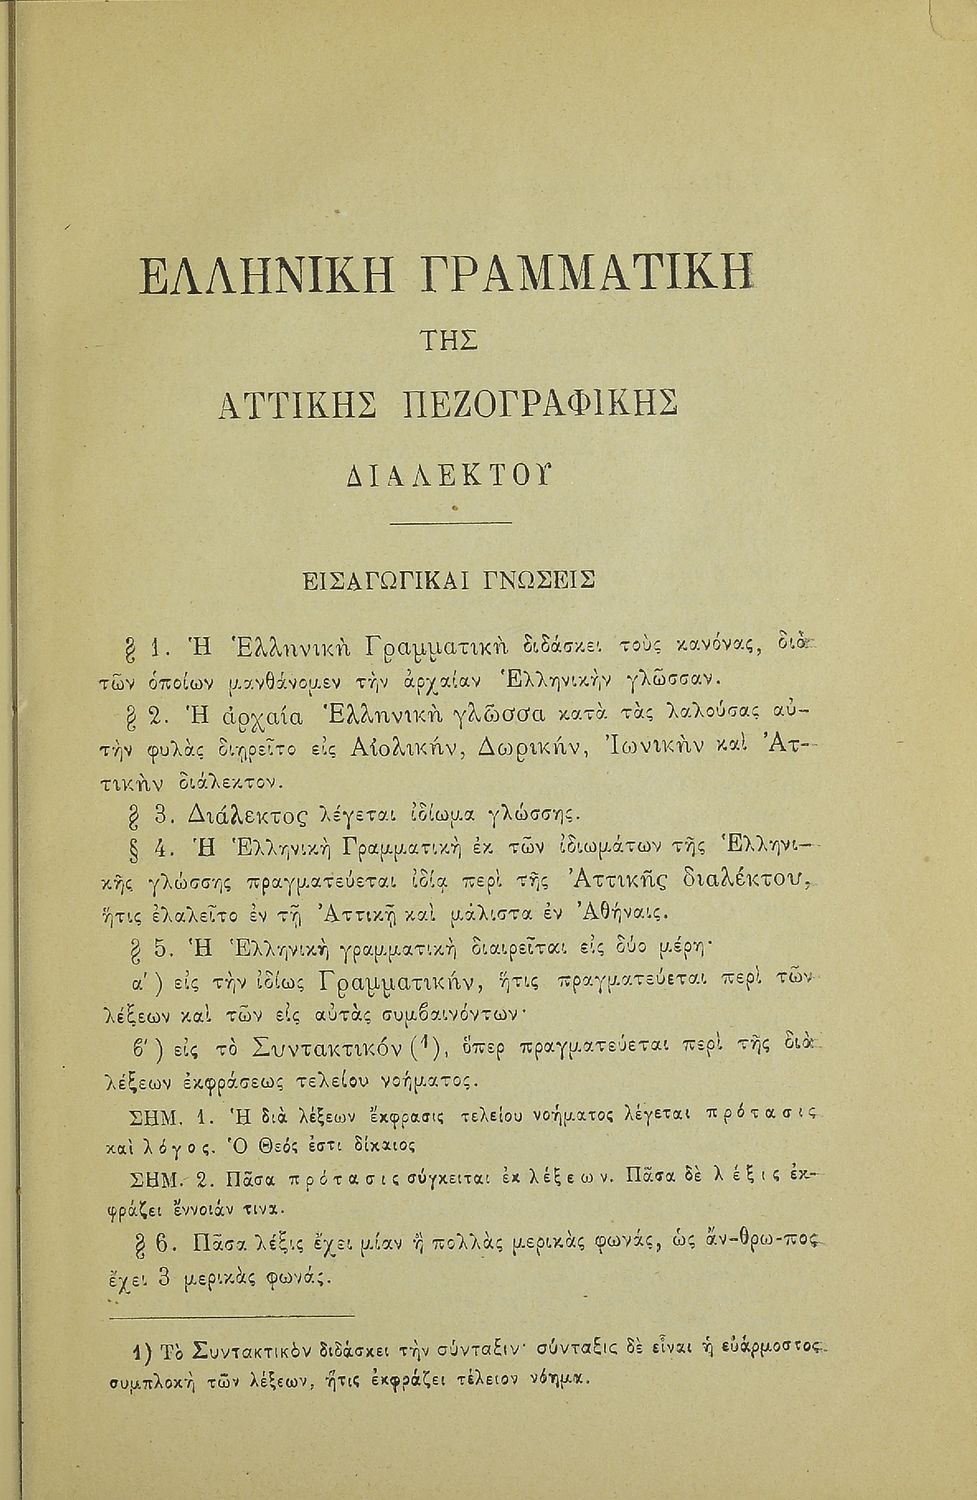 ΕΛΛΗΝΙΚΗ ΓΡΑΜΜΑΤΙΚΗ
ΤΗΣ
ΑΤΤΙΚΗΣ ΠΕΖΟΓΡΑΦΙΚΗΣ
ΔΙΑΛΕΚΤΟΥ
ΕΙΣΑΓΩΓΙΚΑΙ ΓΝΩΣΕΙΣ
§ 1. Ἡ Ἑλληνικὴ Γραμματικὴ διδάσκει τοὺς κανόνας, διὰ
τῶν ὁποίων μανθάνομεν τὴν ἀρχαίαν Ἑλληνικὴν γλῶσσαν.
§ 2. Ἡ ἀρχαία Ἑλληνικὴ γλῶσσα κατὰ τὰς λαλούσας αὐ-
τὴν φυλὰς διῃρεῖτο εἰς Αἰολικήν, Δωρικήν, Ἰωνικὴν καὶ Ἀτ-
τικὴν διάλεκτον.
§ 3. Διάλεκτος λέγεται ἰδίωμα γλώσσης.
§ 4. Ἡ Ἑλληνικὴ Γραμματικὴ ἐκ τῶν ἰδιωμάτων τῆς Ἑλληνι-
κῆς γλώσσης πραγματεύεται ἰδίᾳ περὶ τῆς Ἀττικῆς διαλέκτου,
ἥτις ἐλαλεῖτο ἐν τῇ Ἀττικῇ καὶ μάλιστα ἐν Ἀθήναις.
§ 5. Ἡ Ἑλληνικὴ γραμματικὴ διαιρεῖται εἰς δύο μέρη·
α′) εἰς τὴν ἰδίως Γραμματικήν, ἥτις πραγματεύεται περὶ τῶν
λέξεων καὶ τῶν εἰς αὐτὰς συμβαινόντων·
β′) εἰς τὸ Συντακτικόν (¹), ὅπερ πραγματεύεται περὶ τῆς διὰ
λέξεων ἐκφράσεως τελείου νοήματος.
ΣΗΜ. 1. Ἡ διὰ λέξεων ἔκφρασις τελείου νοήματος λέγεται πρότασις
καὶ λόγος. Ὁ Θεός ἐστι δίκαιος
ΣΗΜ. 2. Πᾶσα πρότασις σύγκειται ἐκ λέξεων. Πᾶσα δὲ λέξις ἐκ-
φράζει ἔννοιάν τινα.
§ 6. Πᾶσα λέξις ἔχει μίαν ἢ πολλὰς μερικὰς φωνάς, ὡς ἄν-θρω-πος
ἔχει 3 μερικὰς φωνάς.
1) Τὸ Συντακτικὸν διδάσκει τὴν σύνταξιν· σύνταξις δὲ εἶναι ἡ εὐάρμοστος
συμπλοκὴ τῶν λέξεων, ἥτις ἐκφράζει τέλειον νόημα.